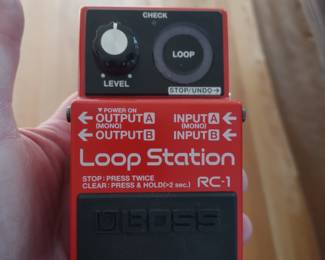 CHECK
LOOP
LEVEL
STOP/UNDO→
▼ POWER ON
← OUTPUT A INPUT A ←
(MONO) (MONO)
← OUTPUT B INPUT B ←
Loop Station
STOP: PRESS TWICE
CLEAR: PRESS & HOLD(>2 sec.) RC-1
BOSS